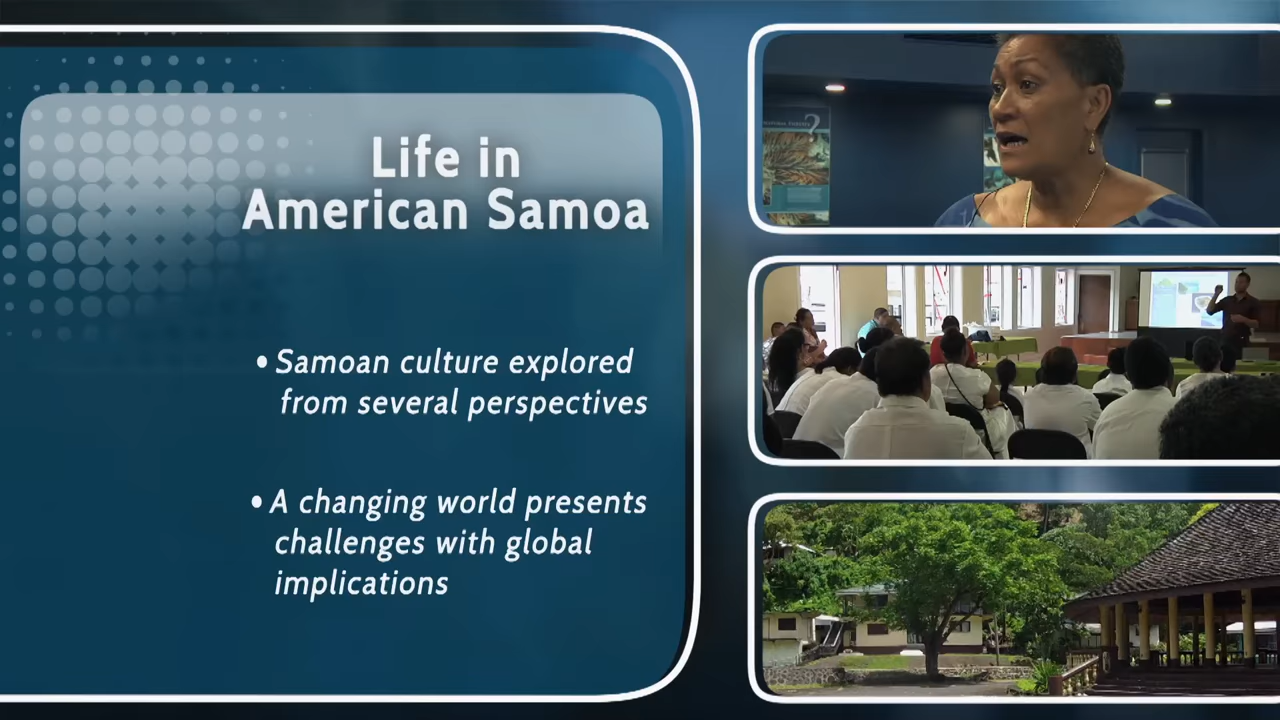 Life in
American Samoa
• Samoan culture explored
from several perspectives
• A changing world presents
challenges with global
implications
?